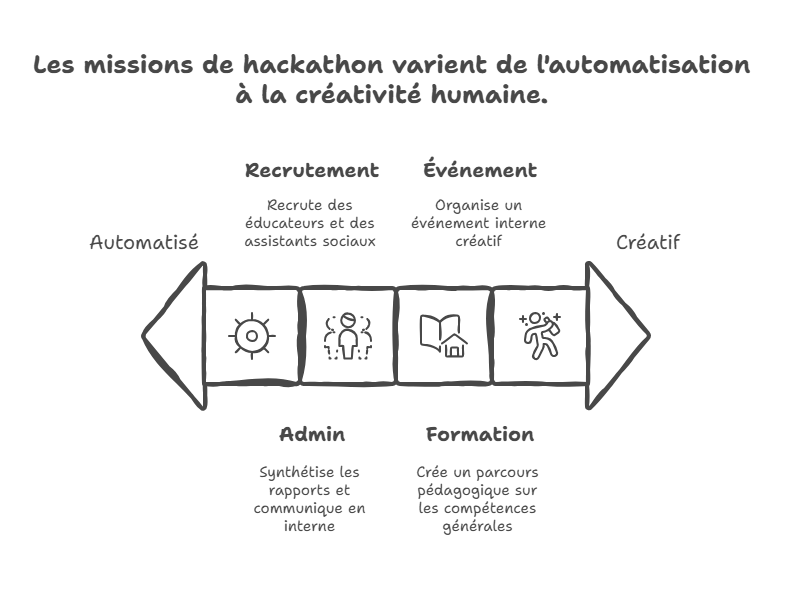 Les missions de hackathon varient de l'automatisation
à la créativité humaine.
Recrutement
Recrute des
éducateurs et des
assistants sociaux
Événement
Organise un
événement interne
créatif
Automatisé
Créatif
Admin
Synthétise les
rapports et
communique en
interne
Formation
Crée un parcours
pédagogique sur
les compétences
générales